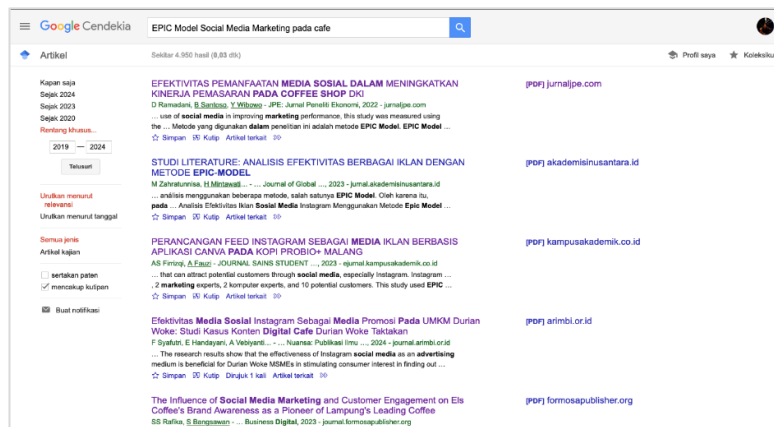 Google Cendekia
EPIC Model Social Media Marketing pada cafe
Artikel
Sekitar 4.950 hasil (0,03 dtk)
Profil saya
Koleksiku
Kapan saja
Sejak 2024
Sejak 2023
Sejak 2020
Rentang khusus...
2019 — 2024
Telusuri
Urutkan menurut
relevansi
Urutkan menurut tanggal
Semua jenis
Artikel kajian
sertakan paten
mencakup kutipan
Buat notifikasi
EFEKTIVITAS PEMANFAATAN MEDIA SOSIAL DALAM MENINGKATKAN
KINERJA PEMASARAN PADA COFFEE SHOP DKI
D Ramadani, B Santoso, Y Wibowo - JPE: Jurnal Peneliti Ekonomi, 2022 - jurnaljpe.com
... use of social media in improving marketing performance, this study was measured using
the ... Metode yang digunakan dalam penelitian ini adalah metode EPIC Model. EPIC Model ...
Simpan Kutip Artikel terkait
[PDF] jurnaljpe.com
STUDI LITERATURE: ANALISIS EFEKTIVITAS BERBAGAI IKLAN DENGAN
METODE EPIC-MODEL
M Zahratunnisa, H Mintawati... - ... Journal of Global ..., 2023 - jurnal.akademisinusantara.id
... análisis menggunakan beberapa metode, salah satunya EPIC Model. Oleh karena itu,
pada ... Analisis Efektivitas Iklan Sosial Media Instagram Menggunakan Metode Epic Model ...
Simpan Kutip Artikel terkait
[PDF] akademisinusantara.id
PERANCANGAN FEED INSTAGRAM SEBAGAI MEDIA IKLAN BERBASIS
APLIKASI CANVA PADA KOPI PROBIO+ MALANG
AS Firrizqi, A Fauzi - JOURNAL SAINS STUDENT ..., 2023 - ejurnal.kampusakademik.co.id
... that can attract potential customers through social media, especially Instagram. Instagram ...
, 2 marketing experts, 2 komputer experts, and 10 potential customers. This study used EPIC ...
Simpan Kutip Artikel terkait
[PDF] kampusakademik.co.id
Efektivitas Media Sosial Instagram Sebagai Media Promosi Pada UMKM Durian
Woke: Studi Kasus Konten Digital Cafe Durian Woke Taktakan
F Syafutri, E Handayani, A Vebiyanti... - ... Nuansa: Publikasi Ilmu ..., 2024 - journal.arimbi.or.id
... The research results show that the effectiveness of Instagram social media as an advertising
medium is beneficial for Durian Woke MSMEs in stimulating consumer interest in finding out ...
Simpan Kutip Dirujuk 1 kali Artikel terkait
[PDF] arimbi.or.id
The Influence of Social Media Marketing and Customer Engagement on Els
Coffee's Brand Awareness as a Pioneer of Lampung's Leading Coffee
SS Rafika, S Bangsawan - ... Business Digital, 2023 - journal.formosapublisher.org
[PDF] formosapublisher.org